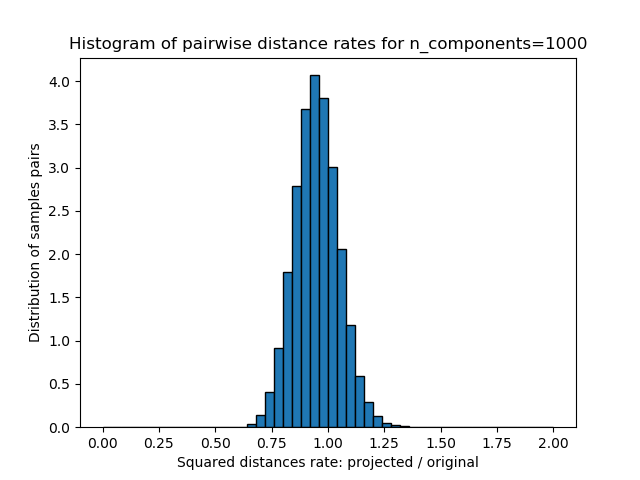 Histogram of pairwise distance rates for n_components=1000
4.0
3.5
3.0
2.5
2.0
1.5
1.0
0.5
0.0
Distribution of samples pairs
0.00 0.25 0.50 0.75 1.00 1.25 1.50 1.75 2.00
Squared distances rate: projected / original